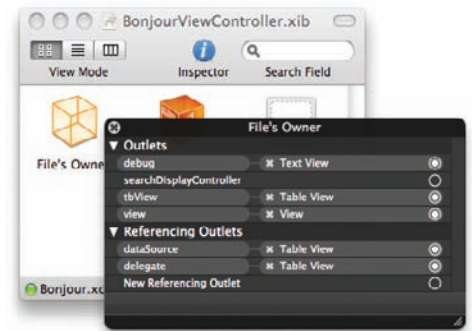 BonjourViewController.xib
View Mode
Inspector
Search Field
File's Owne
File's Owner
Outlets
debug Text View
searchDisplayController
tbView Table View
view View
Referencing Outlets
dataSource Table View
delegate Table View
New Referencing Outlet
Bonjour.xc